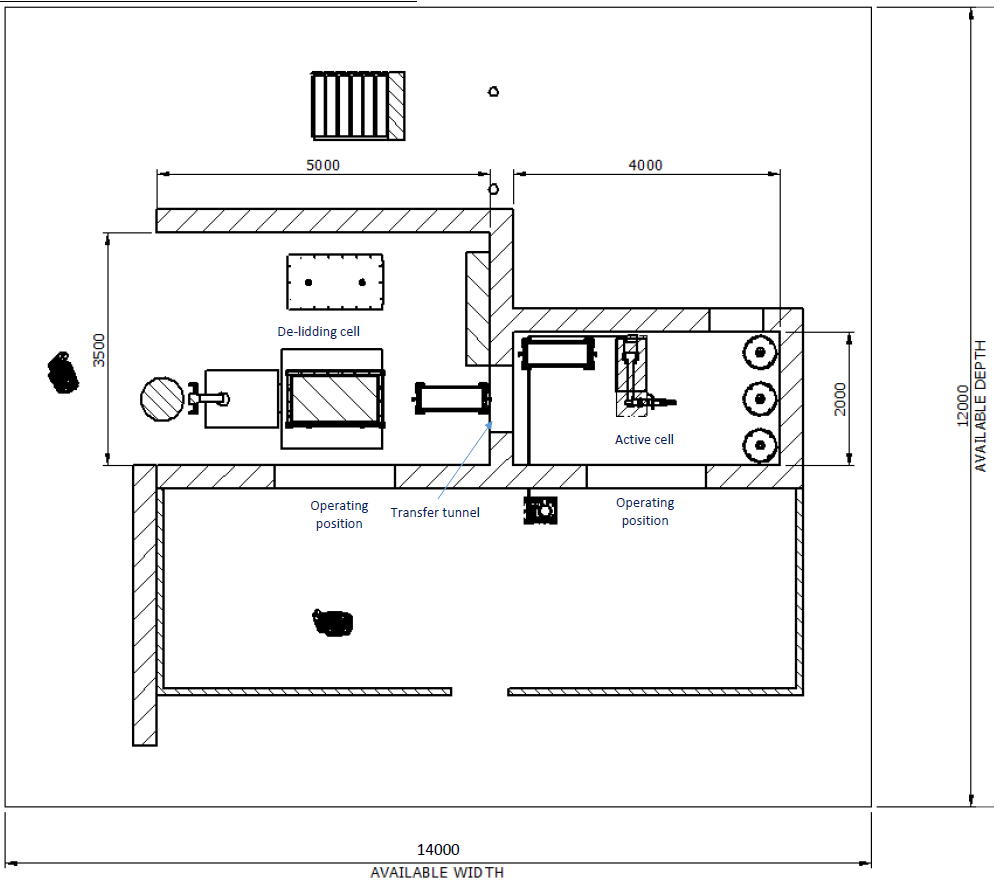 5000
4000
De-lidding cell
3500
2000
12000
AVAILABLE DEPTH
Active cell
Operating
position
Transfer tunnel
Operating
position
14000
AVAILABLE WIDTH